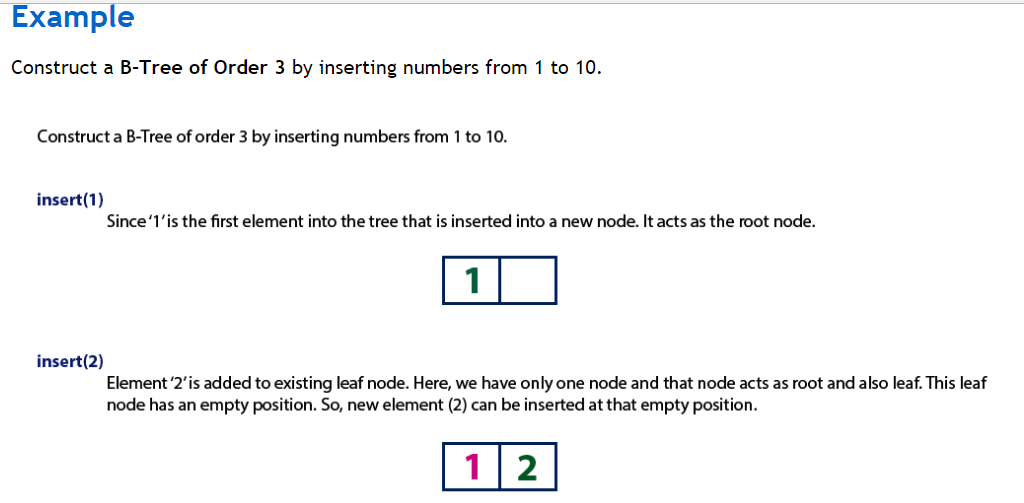 Example
Construct a B-Tree of Order 3 by inserting numbers from 1 to 10.
Construct a B-Tree of order 3 by inserting numbers from 1 to 10.
insert(1)
Since '1' is the first element into the tree that is inserted into a new node. It acts as the root node.
1
insert(2)
Element '2' is added to existing leaf node. Here, we have only one node and that node acts as root and also leaf. This leaf
node has an empty position. So, new element (2) can be inserted at that empty position.
1 2